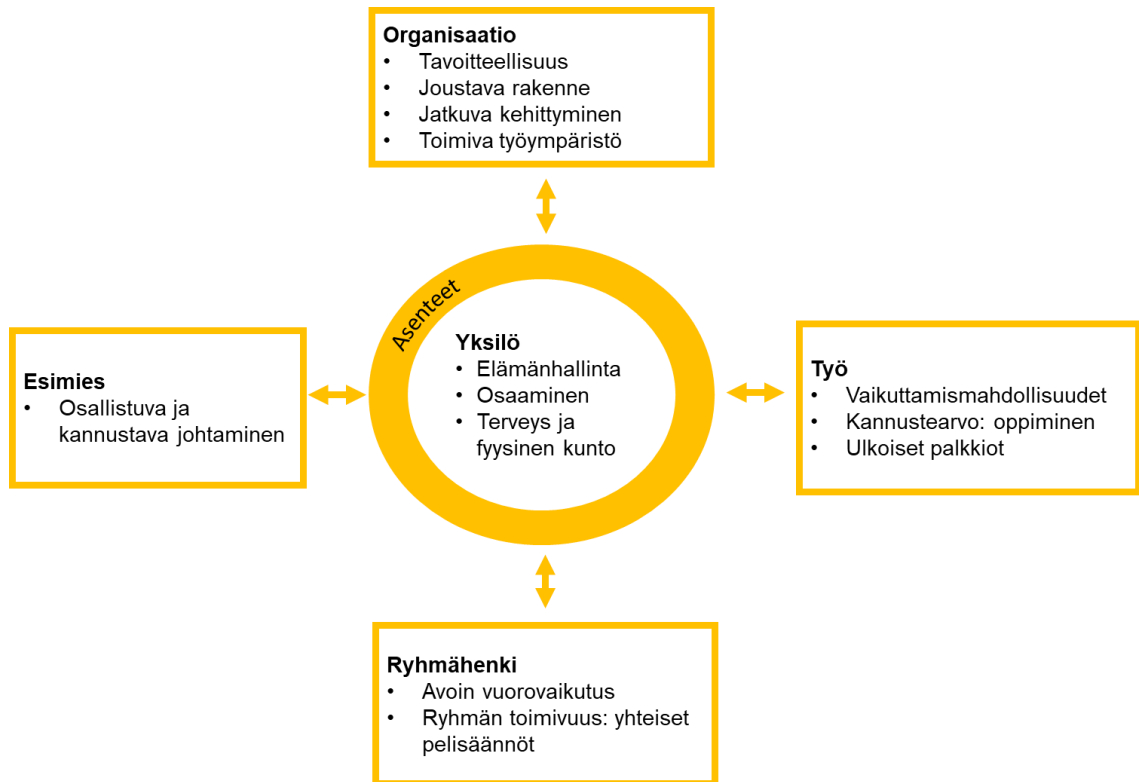 Organisaatio
• Tavoitteellisuus
• Joustava rakenne
• Jatkuva kehittyminen
• Toimiva työympäristö
Asenteet
Yksilö
• Elämänhallinta
• Osaaminen
• Terveys ja
fyysinen kunto
Esimies
• Osallistuva ja
kannustava johtaminen
Työ
• Vaikuttamismahdollisuudet
• Kannustearvo: oppiminen
• Ulkoiset palkkiot
Ryhmähenki
• Avoin vuorovaikutus
• Ryhmän toimivuus: yhteiset
pelisäännöt